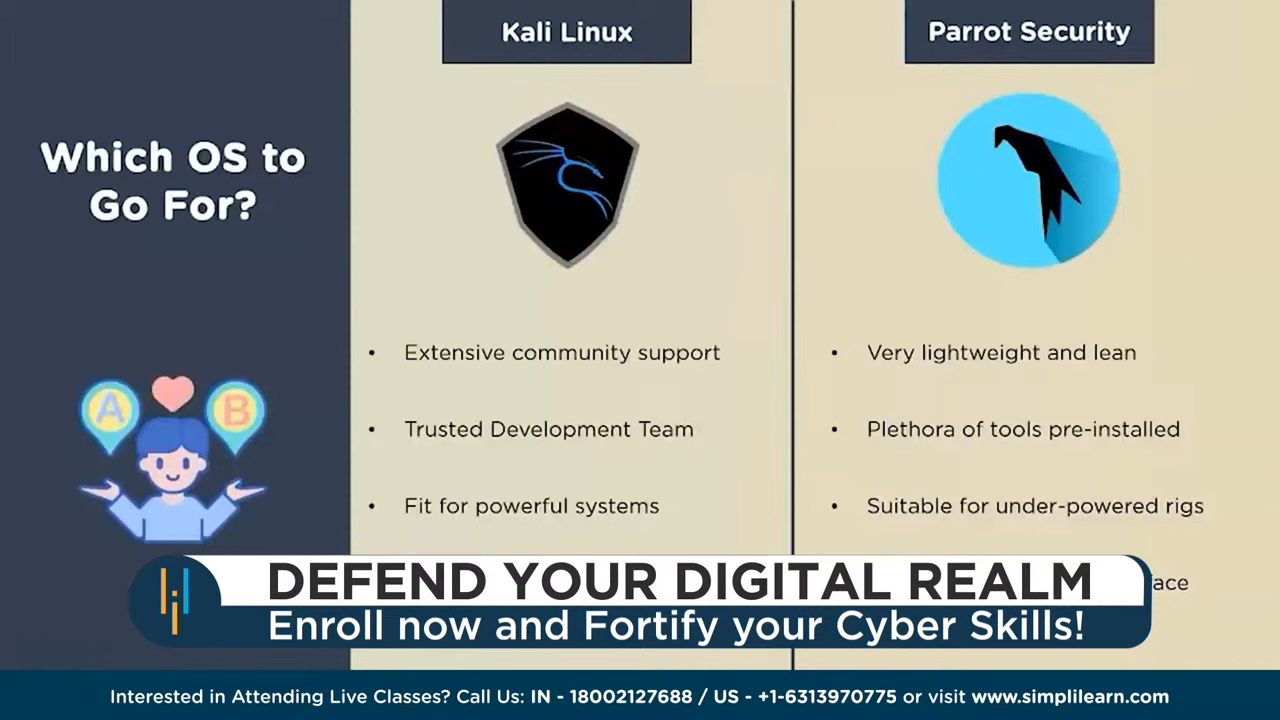 Kali Linux
Parrot Security
Which OS to
Go For?
A
B
• Extensive community support
• Trusted Development Team
• Fit for powerful systems
• Very lightweight and lean
• Plethora of tools pre-installed
• Suitable for under-powered rigs
DEFEND YOUR DIGITAL REALM
Enroll now and Fortify your Cyber Skills!
Interested in Attending Live Classes? Call Us: IN - 18002127688 / US - +1-6313970775 or visit www.simplilearn.com